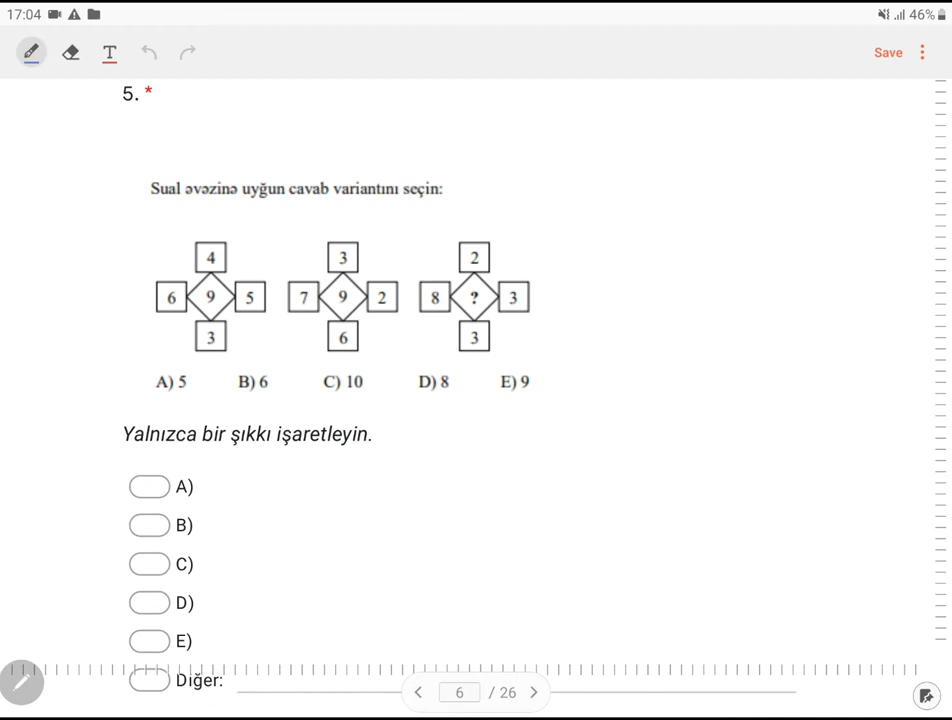 17:04 46%
T Save
5. *
Sual əvəzinə uyğun cavab variantını seçin:
4 3 2
6 9 5 7 9 2 8 ? 3
3 6 3
A) 5 B) 6 C) 10 D) 8 E) 9
Yalnızca bir şıkkı işaretleyin.
A)
B)
C)
D)
E)
Diğer:
6 / 26